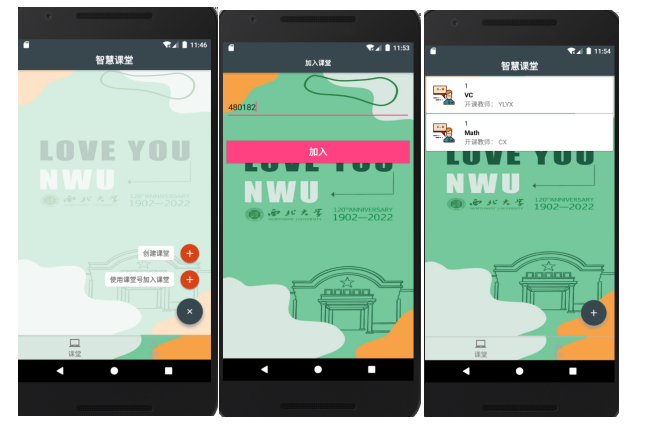 11:46
智慧课堂
LOVE YOU
NWU
西北大学
120TH ANNIVERSARY
1902—2022
创建课堂
使用课堂号加入课堂
课堂
11:53
加入课堂
480182
加入
LOVE YOU
NWU
西北大学
120TH ANNIVERSARY
1902—2022
11:54
智慧课堂
1
VC
开课教师： YLYX
1
Math
开课教师： CX
LOVE YOU
NWU
西北大学
120TH ANNIVERSARY
1902—2022
课堂